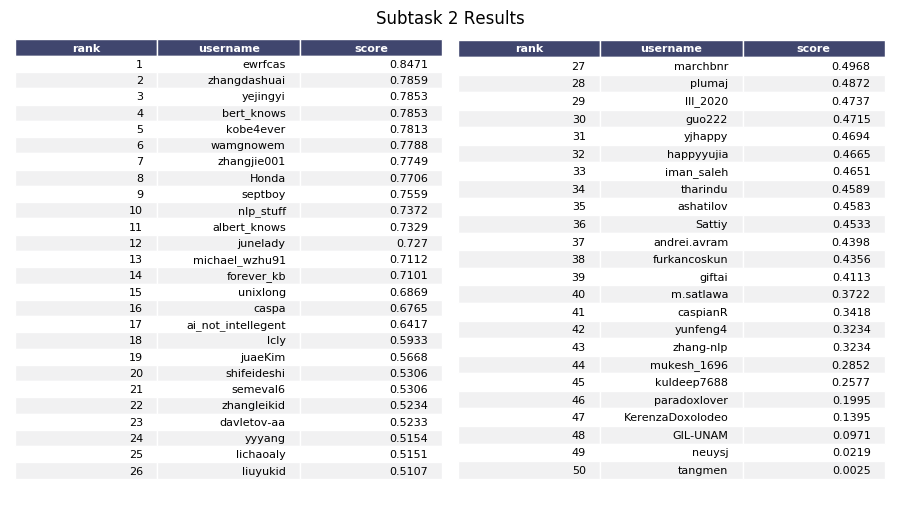 Subtask 2 Results
rank username score
1 ewrfcas 0.8471
2 zhangdashuai 0.7859
3 yejingyi 0.7853
4 bert_knows 0.7853
5 kobe4ever 0.7813
6 wamgnowem 0.7788
7 zhangjie001 0.7749
8 Honda 0.7706
9 septboy 0.7559
10 nlp_stuff 0.7372
11 albert_knows 0.7329
12 junelady 0.727
13 michael_wzhu91 0.7112
14 forever_kb 0.7101
15 unixlong 0.6869
16 caspa 0.6765
17 ai_not_intellegent 0.6417
18 lcly 0.5933
19 juaeKim 0.5668
20 shifeideshi 0.5306
21 semeval6 0.5306
22 zhangleikid 0.5234
23 davletov-aa 0.5233
24 yyyang 0.5154
25 lichaoaly 0.5151
26 liuyukid 0.5107
rank username score
27 marchbnr 0.4968
28 plumaj 0.4872
29 lll_2020 0.4737
30 guo222 0.4715
31 yjhappy 0.4694
32 happyyujia 0.4665
33 iman_saleh 0.4651
34 tharindu 0.4589
35 ashatilov 0.4583
36 Sattiy 0.4533
37 andrei.avram 0.4398
38 furkancoskun 0.4356
39 giftai 0.4113
40 m.satlawa 0.3722
41 caspianR 0.3418
42 yunfeng4 0.3234
43 zhang-nlp 0.3234
44 mukesh_1696 0.2852
45 kuldeep7688 0.2577
46 paradoxlover 0.1995
47 KerenzaDoxolodeo 0.1395
48 GIL-UNAM 0.0971
49 neuysj 0.0219
50 tangmen 0.0025